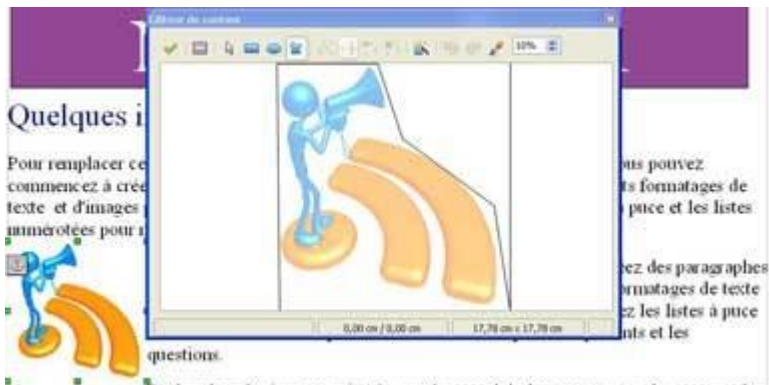 Éditeur de contour
10%
Quelques i
Pour remplacer ce
us pouvez
commencez à crée
ts formatages de
texte et d'images
puce et les listes
numérotées pour
ez des paragraphes
ormatages de texte
ez les listes à puce
0,00 cm / 0,00 cm
17,78 cm x 17,78 cm
nts et les
questions.